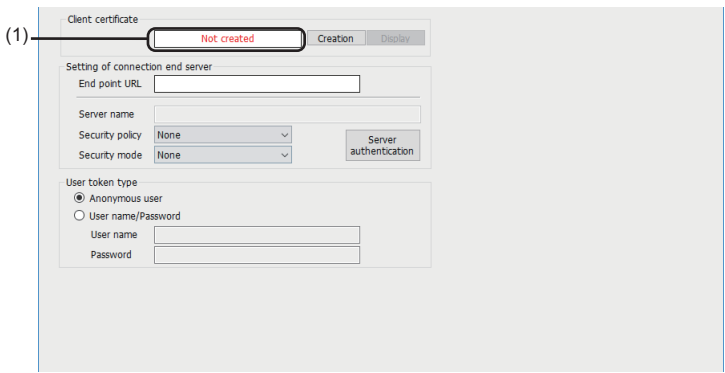 Client certificate
(1)
Not created Creation Display
Setting of connection end server
End point URL
Server name
Security policy None
Server authentication
Security mode None
User token type
Anonymous user
User name/Password
User name
Password